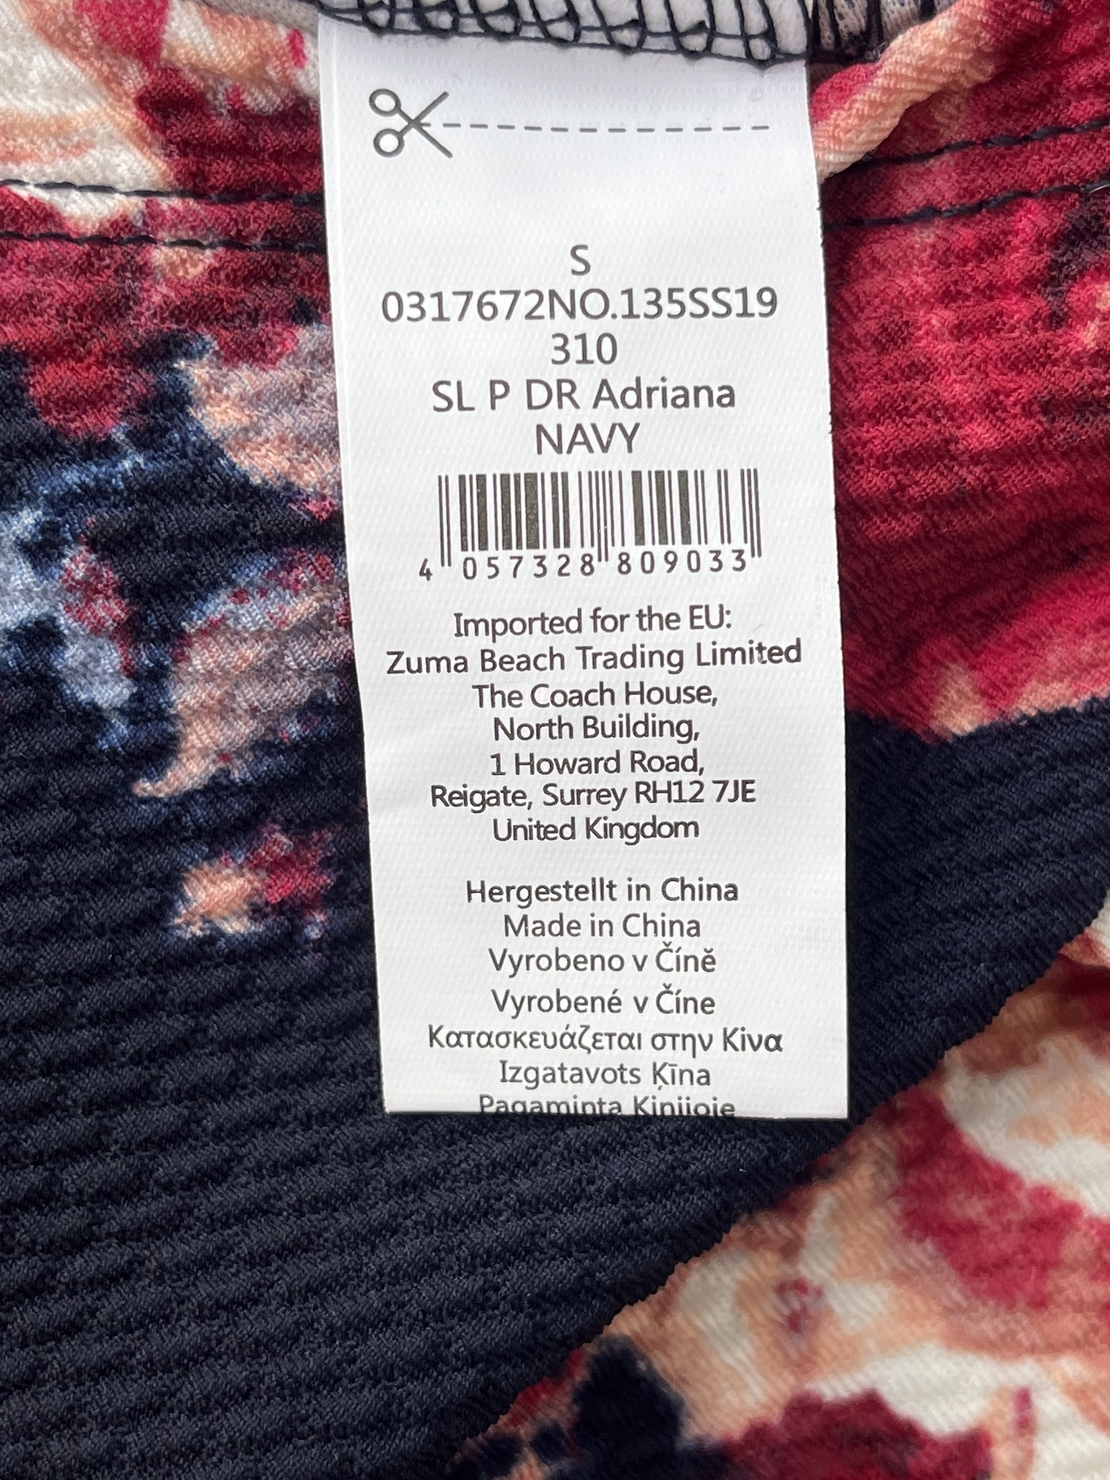 S
0317672NO.135SS19
310
SL P DR Adriana
NAVY
4 057328 809033
Imported for the EU:
Zuma Beach Trading Limited
The Coach House,
North Building,
1 Howard Road,
Reigate, Surrey RH12 7JE
United Kingdom
Hergestellt in China
Made in China
Vyrobeno v Číně
Vyrobené v Číne
Κατασκευάζεται στην Κίνα
Izgatavots Ķīna
Pagaminta Kinijoje